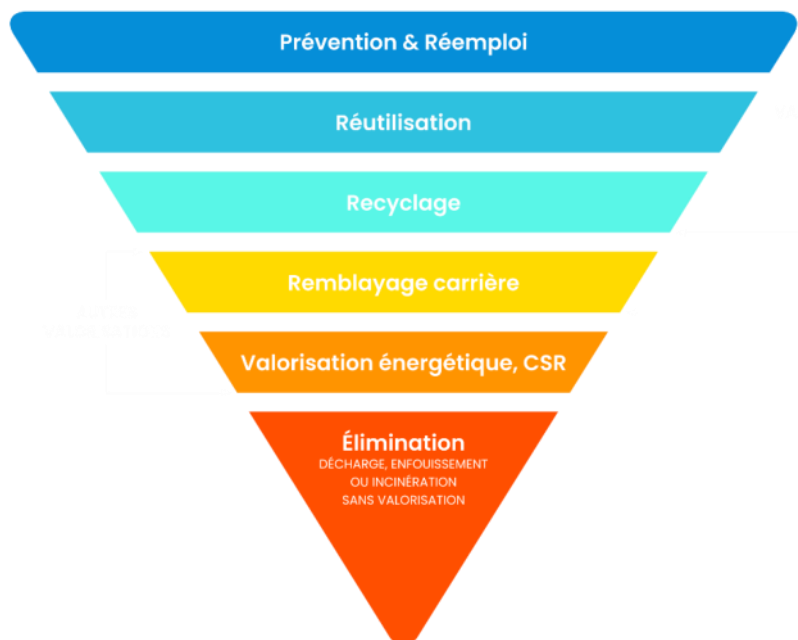 Prévention & Réemploi
Réutilisation
Recyclage
Remblayage carrière
Valorisation énergétique, CSR
Élimination
DÉCHARGE, ENFOUISSEMENT
OU INCINÉRATION
SANS VALORISATION